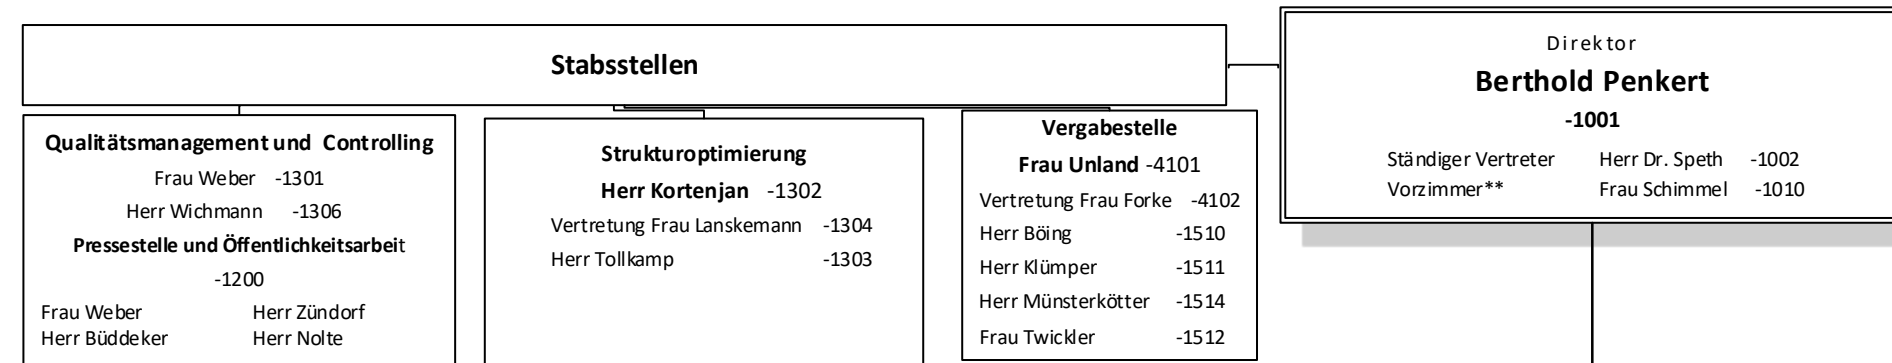 Stabsstellen
Direktor
Berthold Penkert
-1001
Ständiger Vertreter Herr Dr. Speth -1002
Vorzimmer** Frau Schimmel -1010
Qualitätsmanagement und Controlling
Frau Weber -1301
Herr Wichmann -1306
Pressestelle und Öffentlichkeitsarbeit
-1200
Frau Weber Herr Zündorf
Herr Büddeker Herr Nolte
Strukturoptimierung
Herr Kortenjan -1302
Vertretung Frau Lanskemann -1304
Herr Tollkamp -1303
Vergabestelle
Frau Unland -4101
Vertretung Frau Forke -4102
Herr Böing -1510
Herr Klümper -1511
Herr Münsterkötter -1514
Frau Twickler -1512